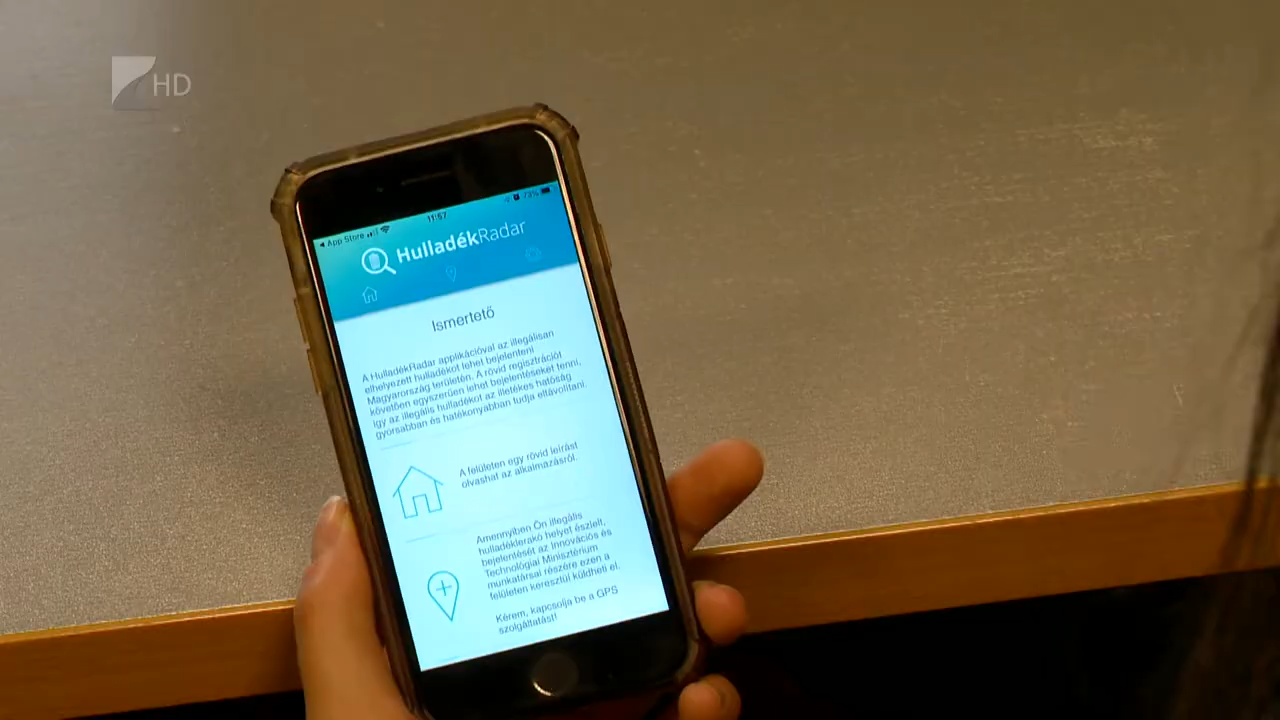 HD
App Store
11:57
73%
HulladékRadar
Ismertető
A HulladékRadar applikációval az illegálisan
elhelyezett hulladékot lehet bejelenteni
Magyarország területén. A rövid regisztrációt
követően egyszerűen lehet bejelentéseket tenni,
így az illegális hulladékot az illetékes hatóság
gyorsabban és hatékonyabban tudja eltávolítani.
A felületen egy rövid leírást
olvashat az alkalmazásról.
Amennyiben Ön illegális
hulladéklerakó helyet észlelt,
bejelentését az Innovációs és
Technológiai Minisztérium
munkatársai részére ezen a
felületen keresztül küldheti el.
Kérem, kapcsolja be a GPS
szolgáltatást!